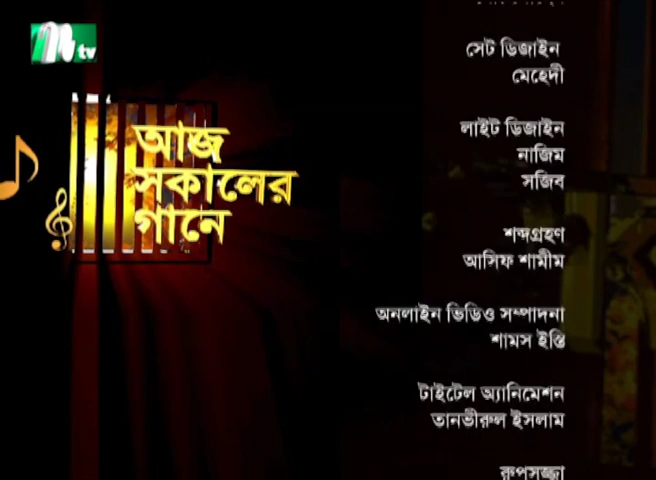 tv
আজ
সকালের
গানে
সেট ডিজাইন
মেহেদী
লাইট ডিজাইন
নাজিম
সজিব
শব্দগ্রহণ
আসিফ শামীম
অনলাইন ভিডিও সম্পাদনা
শামস ইস্তি
টাইটেল অ্যানিমেশন
তানভীরুল ইসলাম
রুপসজ্জা